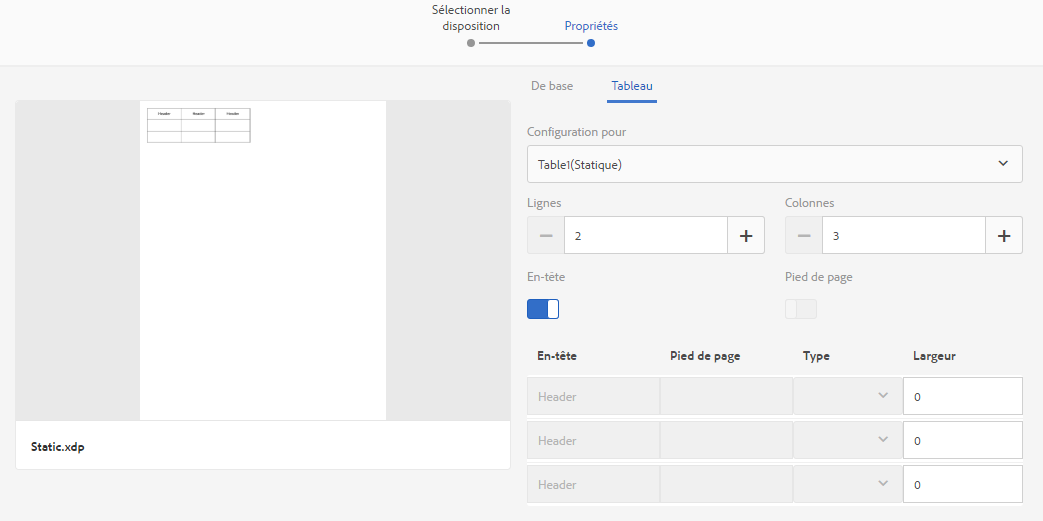 Sélectionner la
disposition
Propriétés
Header Header Header
Static.xdp
De base Tableau
Configuration pour
Table1(Statique)
Lignes Colonnes
2 3
En-tête Pied de page
En-tête Pied de page Type Largeur
Header 0
Header 0
Header 0